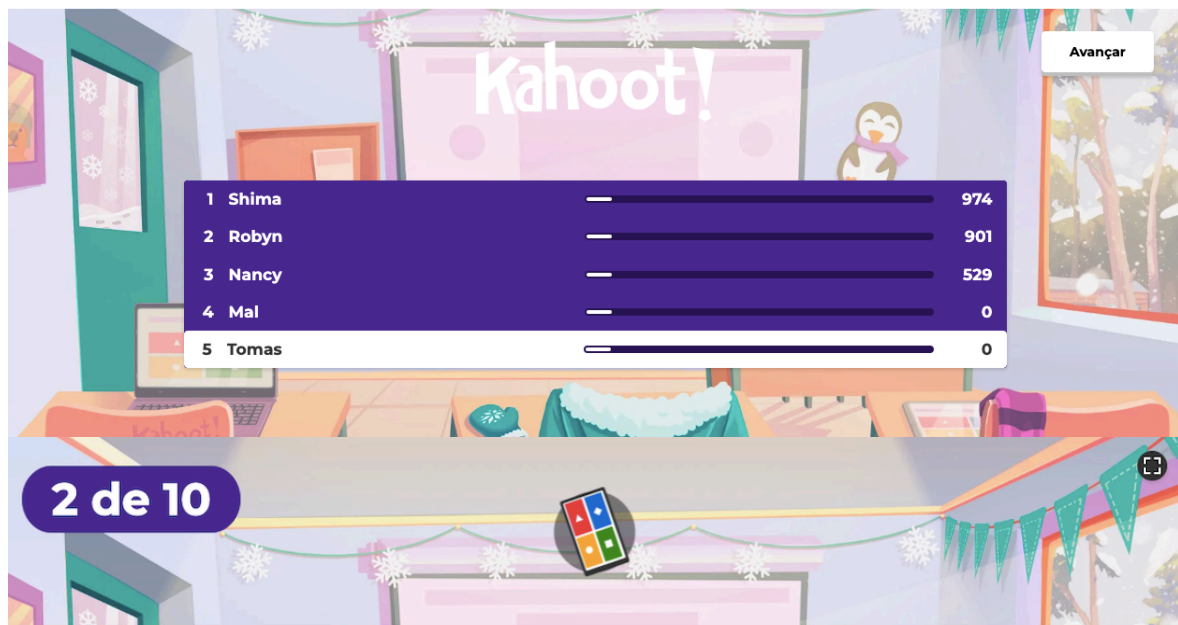 Avançar
Kahoot!
1 Shima 974
2 Robyn 901
3 Nancy 529
4 Mal 0
5 Tomas 0
Kahoot!
2 de 10